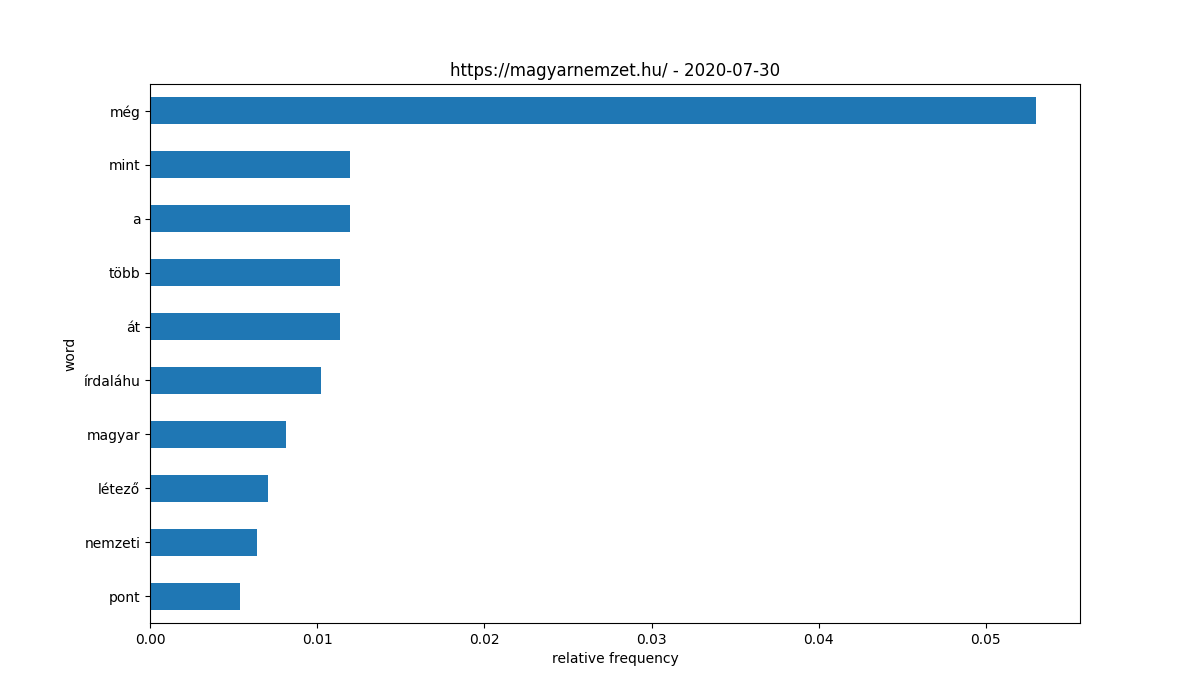 https://magyarnemzet.hu/ - 2020-07-30
még
mint
a
több
át
írdaláhu
magyar
létező
nemzeti
pont
word
0.00 0.01 0.02 0.03 0.04 0.05
relative frequency